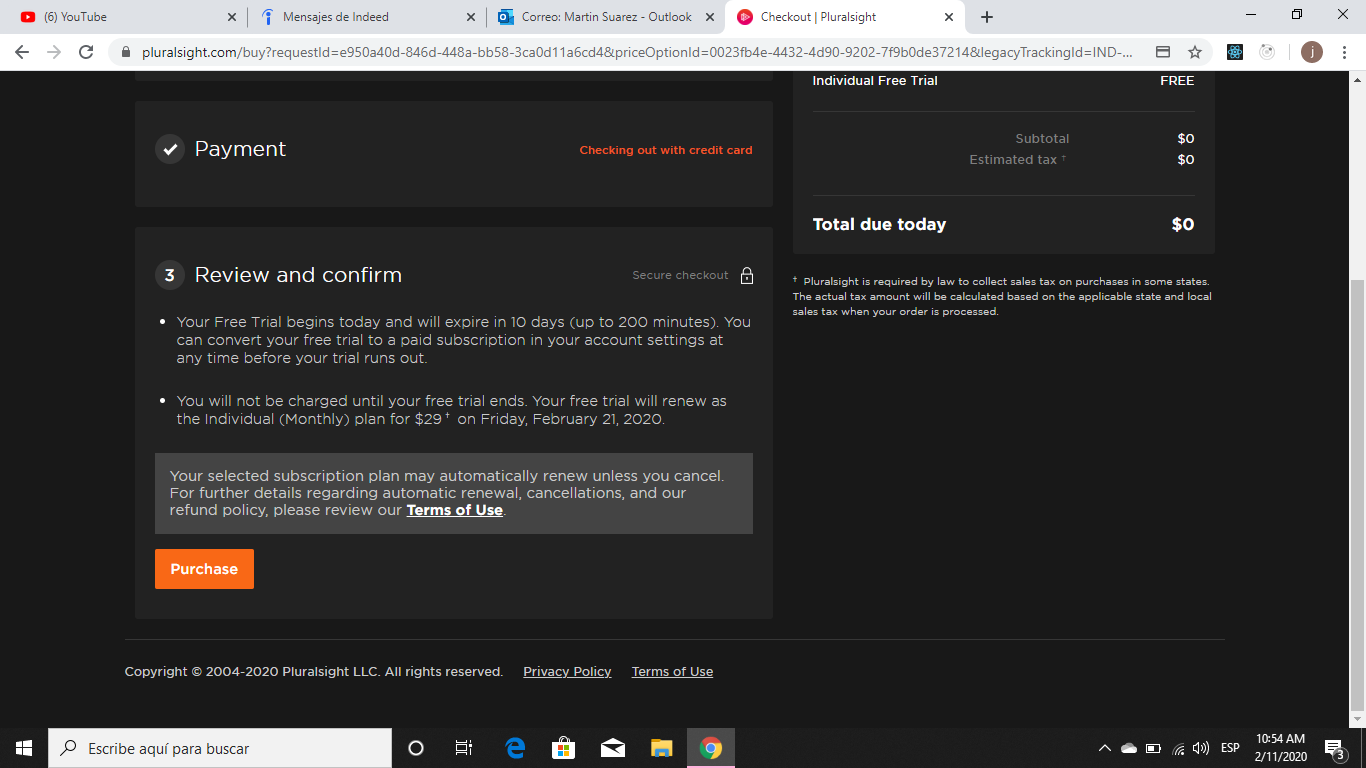 (6) YouTube
Mensajes de Indeed
Correo: Martin Suarez - Outlook
Checkout | Pluralsight
pluralsight.com/buy?requestId=e950a40d-846d-448a-bb58-3ca0d11a6cd4&priceOptionId=0023fb4e-4432-4d90-9202-7f9b0de37214&legacyTrackingId=IND-...
j
Payment
Checking out with credit card
3 Review and confirm
Secure checkout
• Your Free Trial begins today and will expire in 10 days (up to 200 minutes). You
can convert your free trial to a paid subscription in your account settings at
any time before your trial runs out.
• You will not be charged until your free trial ends. Your free trial will renew as
the Individual (Monthly) plan for $29† on Friday, February 21, 2020.
Your selected subscription plan may automatically renew unless you cancel.
For further details regarding automatic renewal, cancellations, and our
refund policy, please review our Terms of Use.
Purchase
Individual Free Trial FREE
Subtotal $0
Estimated tax † $0
Total due today $0
† Pluralsight is required by law to collect sales tax on purchases in some states.
The actual tax amount will be calculated based on the applicable state and local
sales tax when your order is processed.
Copyright © 2004-2020 Pluralsight LLC. All rights reserved. Privacy Policy Terms of Use
Escribe aquí para buscar
ESP
10:54 AM
2/11/2020
3